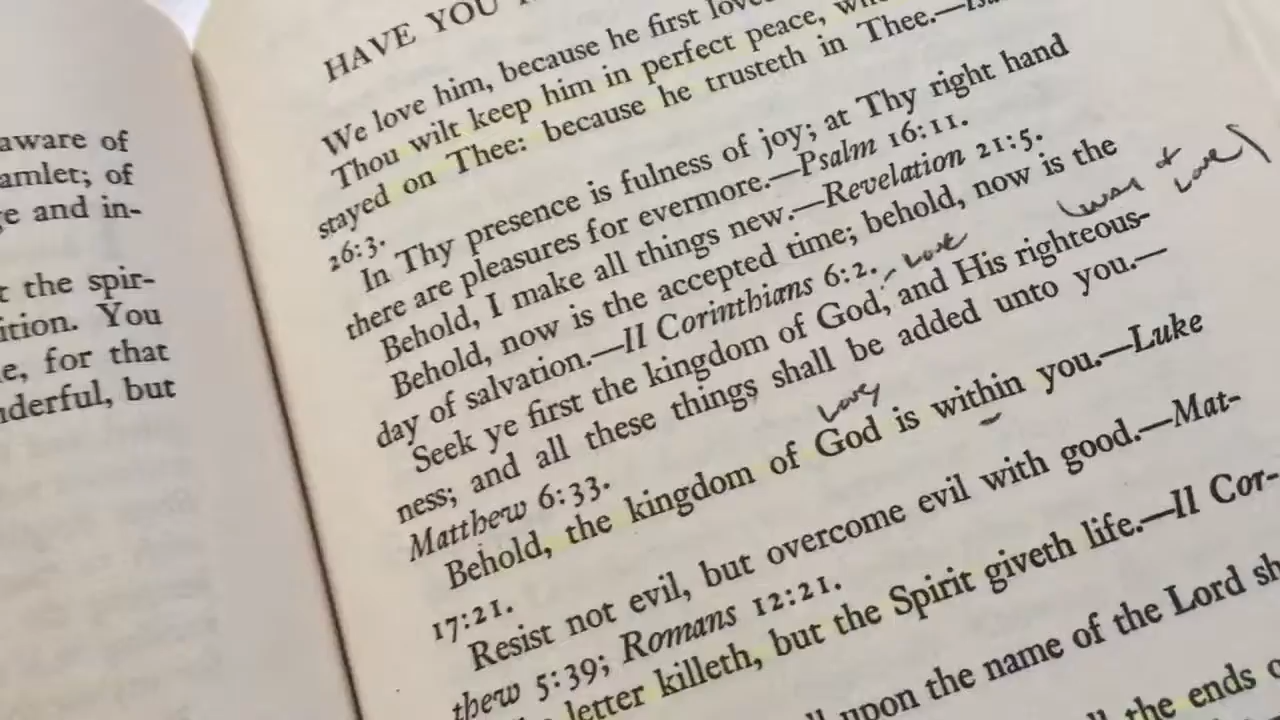 aware of
amlet; of
e and in-
t the spir-
ition. You
e, for that
nderful, but
HAVE YOU
We love him, because he first love
Thou wilt keep him in perfect peace,
stayed on Thee: because he trusteth in Thee.—Isa
26:3.
In Thy presence is fulness of joy; at Thy right hand
there are pleasures for evermore.—Psalm 16:11.
Behold, I make all things new.—Revelation 21:5.
Behold, now is the accepted time; behold, now is the
(way of Love)
day of salvation.—II Corinthians 6:2.
Love
Seek ye first the kingdom of God, and His righteous-
ness; and all these things shall be added unto you.—
Matthew 6:33.
Love
Behold, the kingdom of God is within you.—Luke
17:21.
Resist not evil, but overcome evil with good.—Mat-
thew 5:39; Romans 12:21.
letter killeth, but the Spirit giveth life.—II Cor-
upon the name of the Lord sh
the ends o